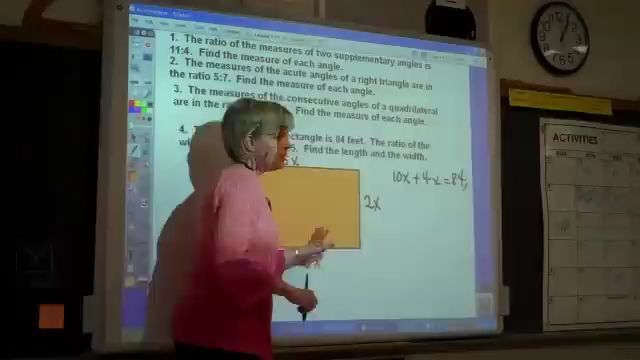 1. The ratio of the measures of two supplementary angles is
11:4. Find the measure of each angle.
2. The measures of the acute angles of a right triangle are in
the ratio 5:7. Find the measure of each angle.
3. The measures of the consecutive angles of a quadrilateral
are in the Find the measure of each angle.
4. rectangle is 84 feet. The ratio of the
5. Find the length and the width.
x
2x
10x + 4x = 84
ACTIVITIES